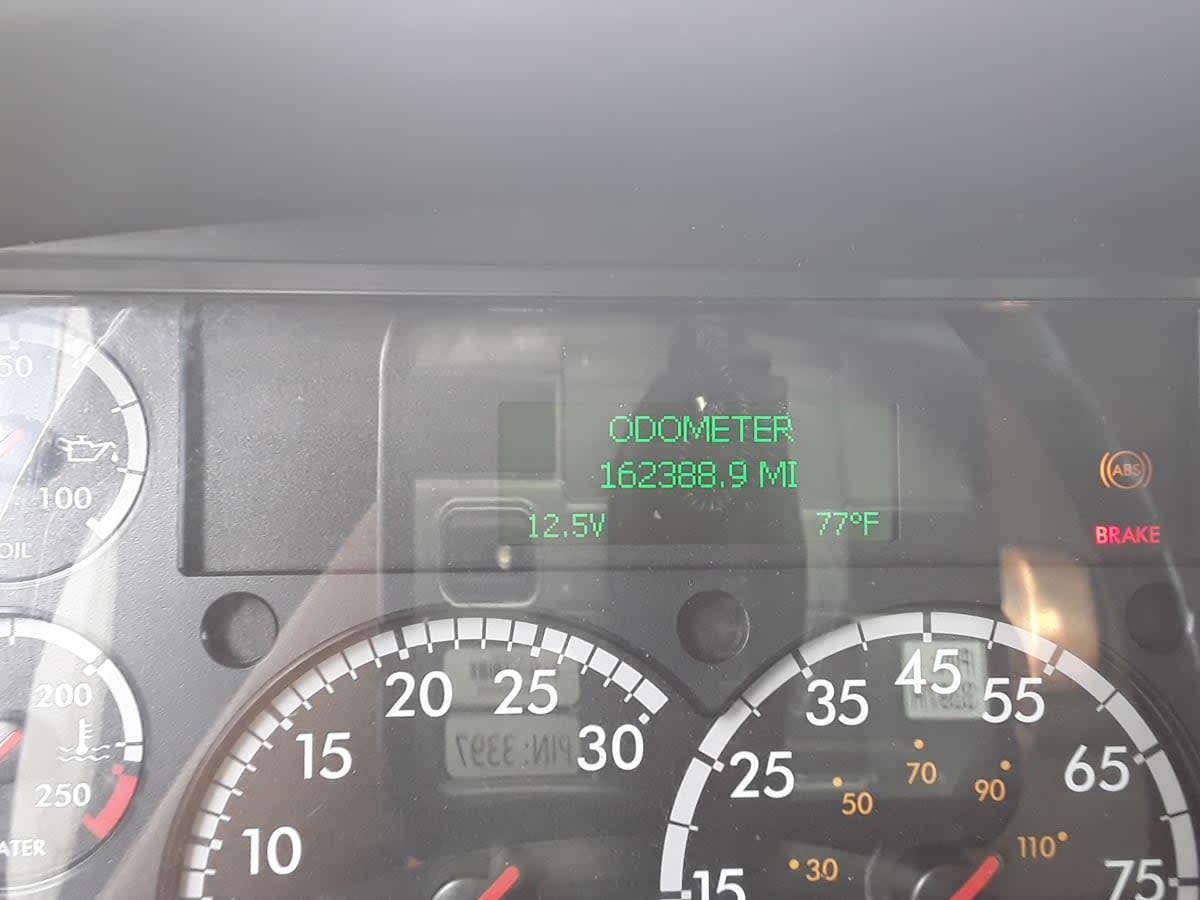 ODOMETER
162388.9 MI
12.5V 77°F
ABS
BRAKE
50
100
OIL
200
250
ATER
10 15 20 25 30
PIN: 3397
15 25 35 45 55 65 75
30 50 70 90 110